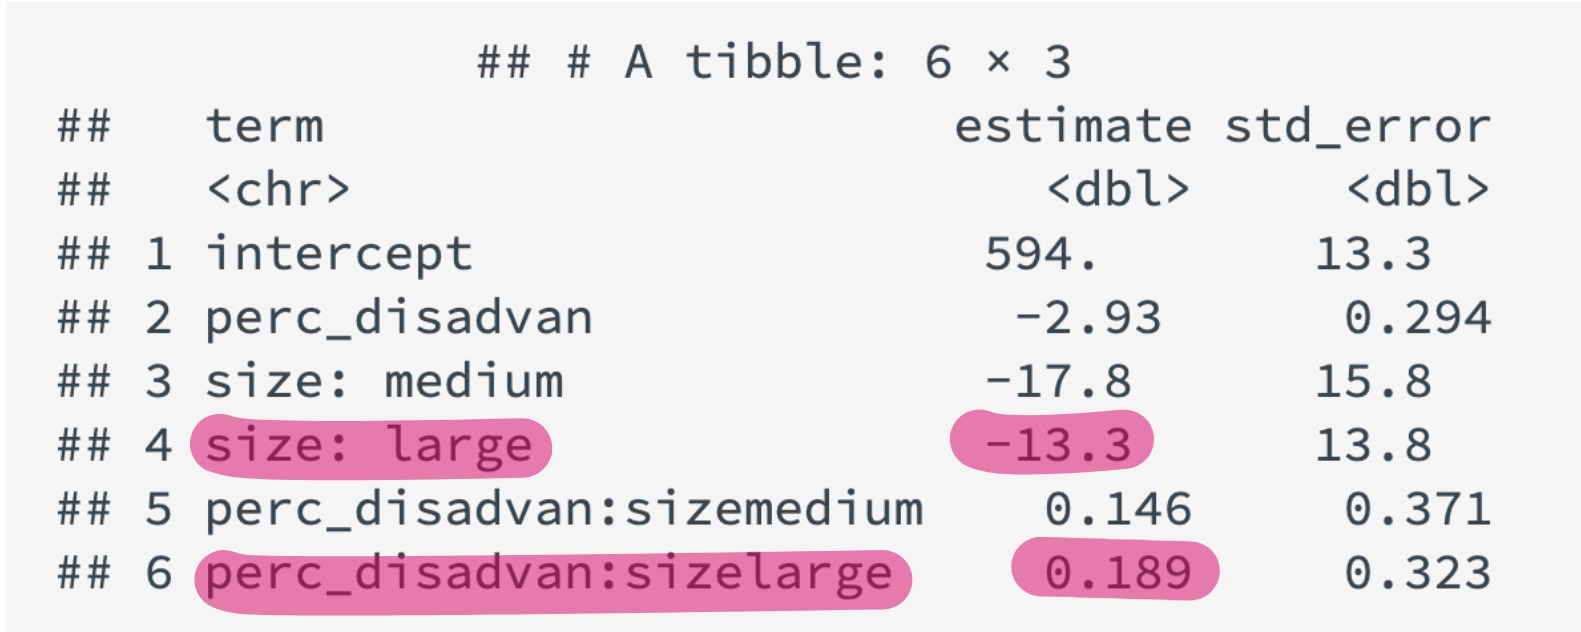 ## # A tibble: 6 × 3
## term estimate std_error
## <chr> <dbl> <dbl>
## 1 intercept 594. 13.3
## 2 perc_disadvan -2.93 0.294
## 3 size: medium -17.8 15.8
## 4 size: large -13.3 13.8
## 5 perc_disadvan:sizemedium 0.146 0.371
## 6 perc_disadvan:sizelarge 0.189 0.323